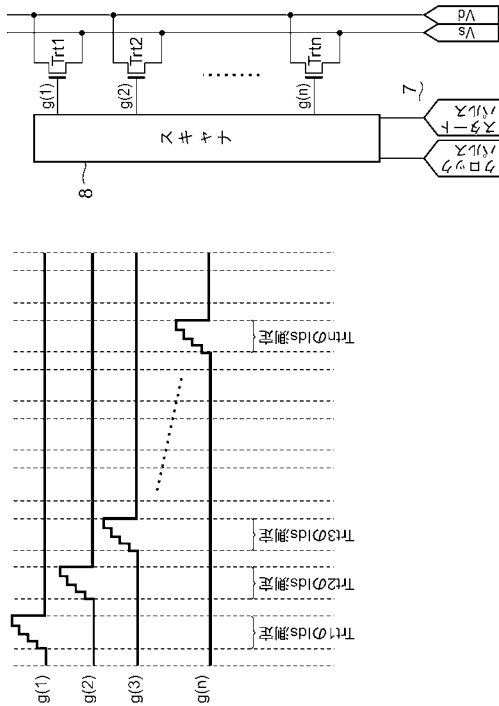 g(1)
Trt1
g(2)
Trt2
g(n)
Trtn
8
スキャナ
7
クロック
パルス
スタート
パルス
Vs
Vd
g(1)
g(2)
g(3)
g(n)
Trt1のIds測定
Trt2のIds測定
Trt3のIds測定
TrtnのIds測定